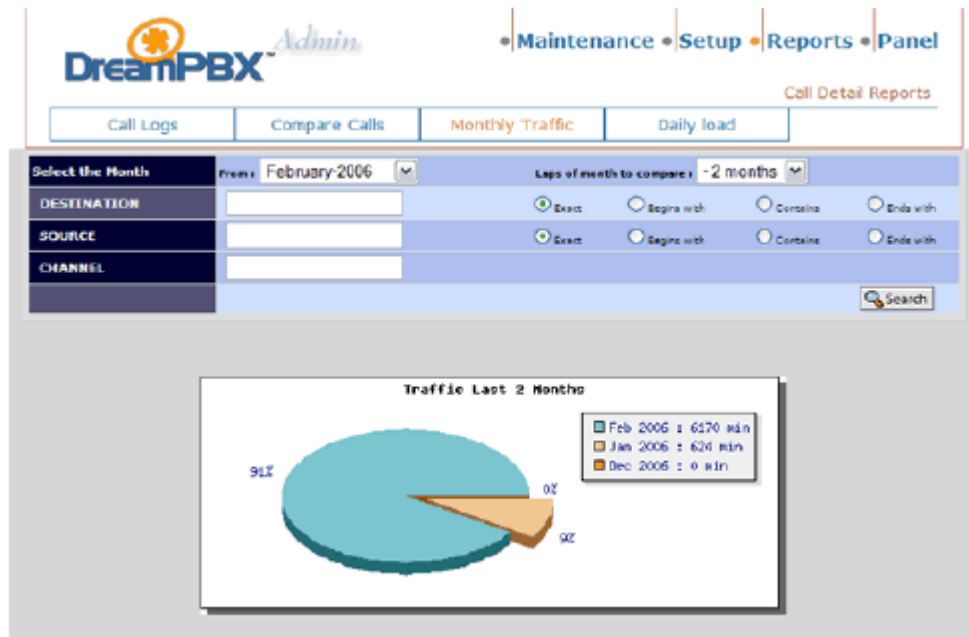 DreamPBX™ Admin
Maintenance Setup Reports Panel
Call Detail Reports
Call Logs Compare Calls Monthly Traffic Daily load
Select the Month From : February-2006 Laps of month to compare : - 2 months
DESTINATION Exact Begins with Contains Ends with
SOURCE Exact Begins with Contains Ends with
CHANNEL
Search
Traffic Last 2 Months
Feb 2006 : 6170 min
Jan 2006 : 624 min
Dec 2006 : 0 min
91%
0%
9%